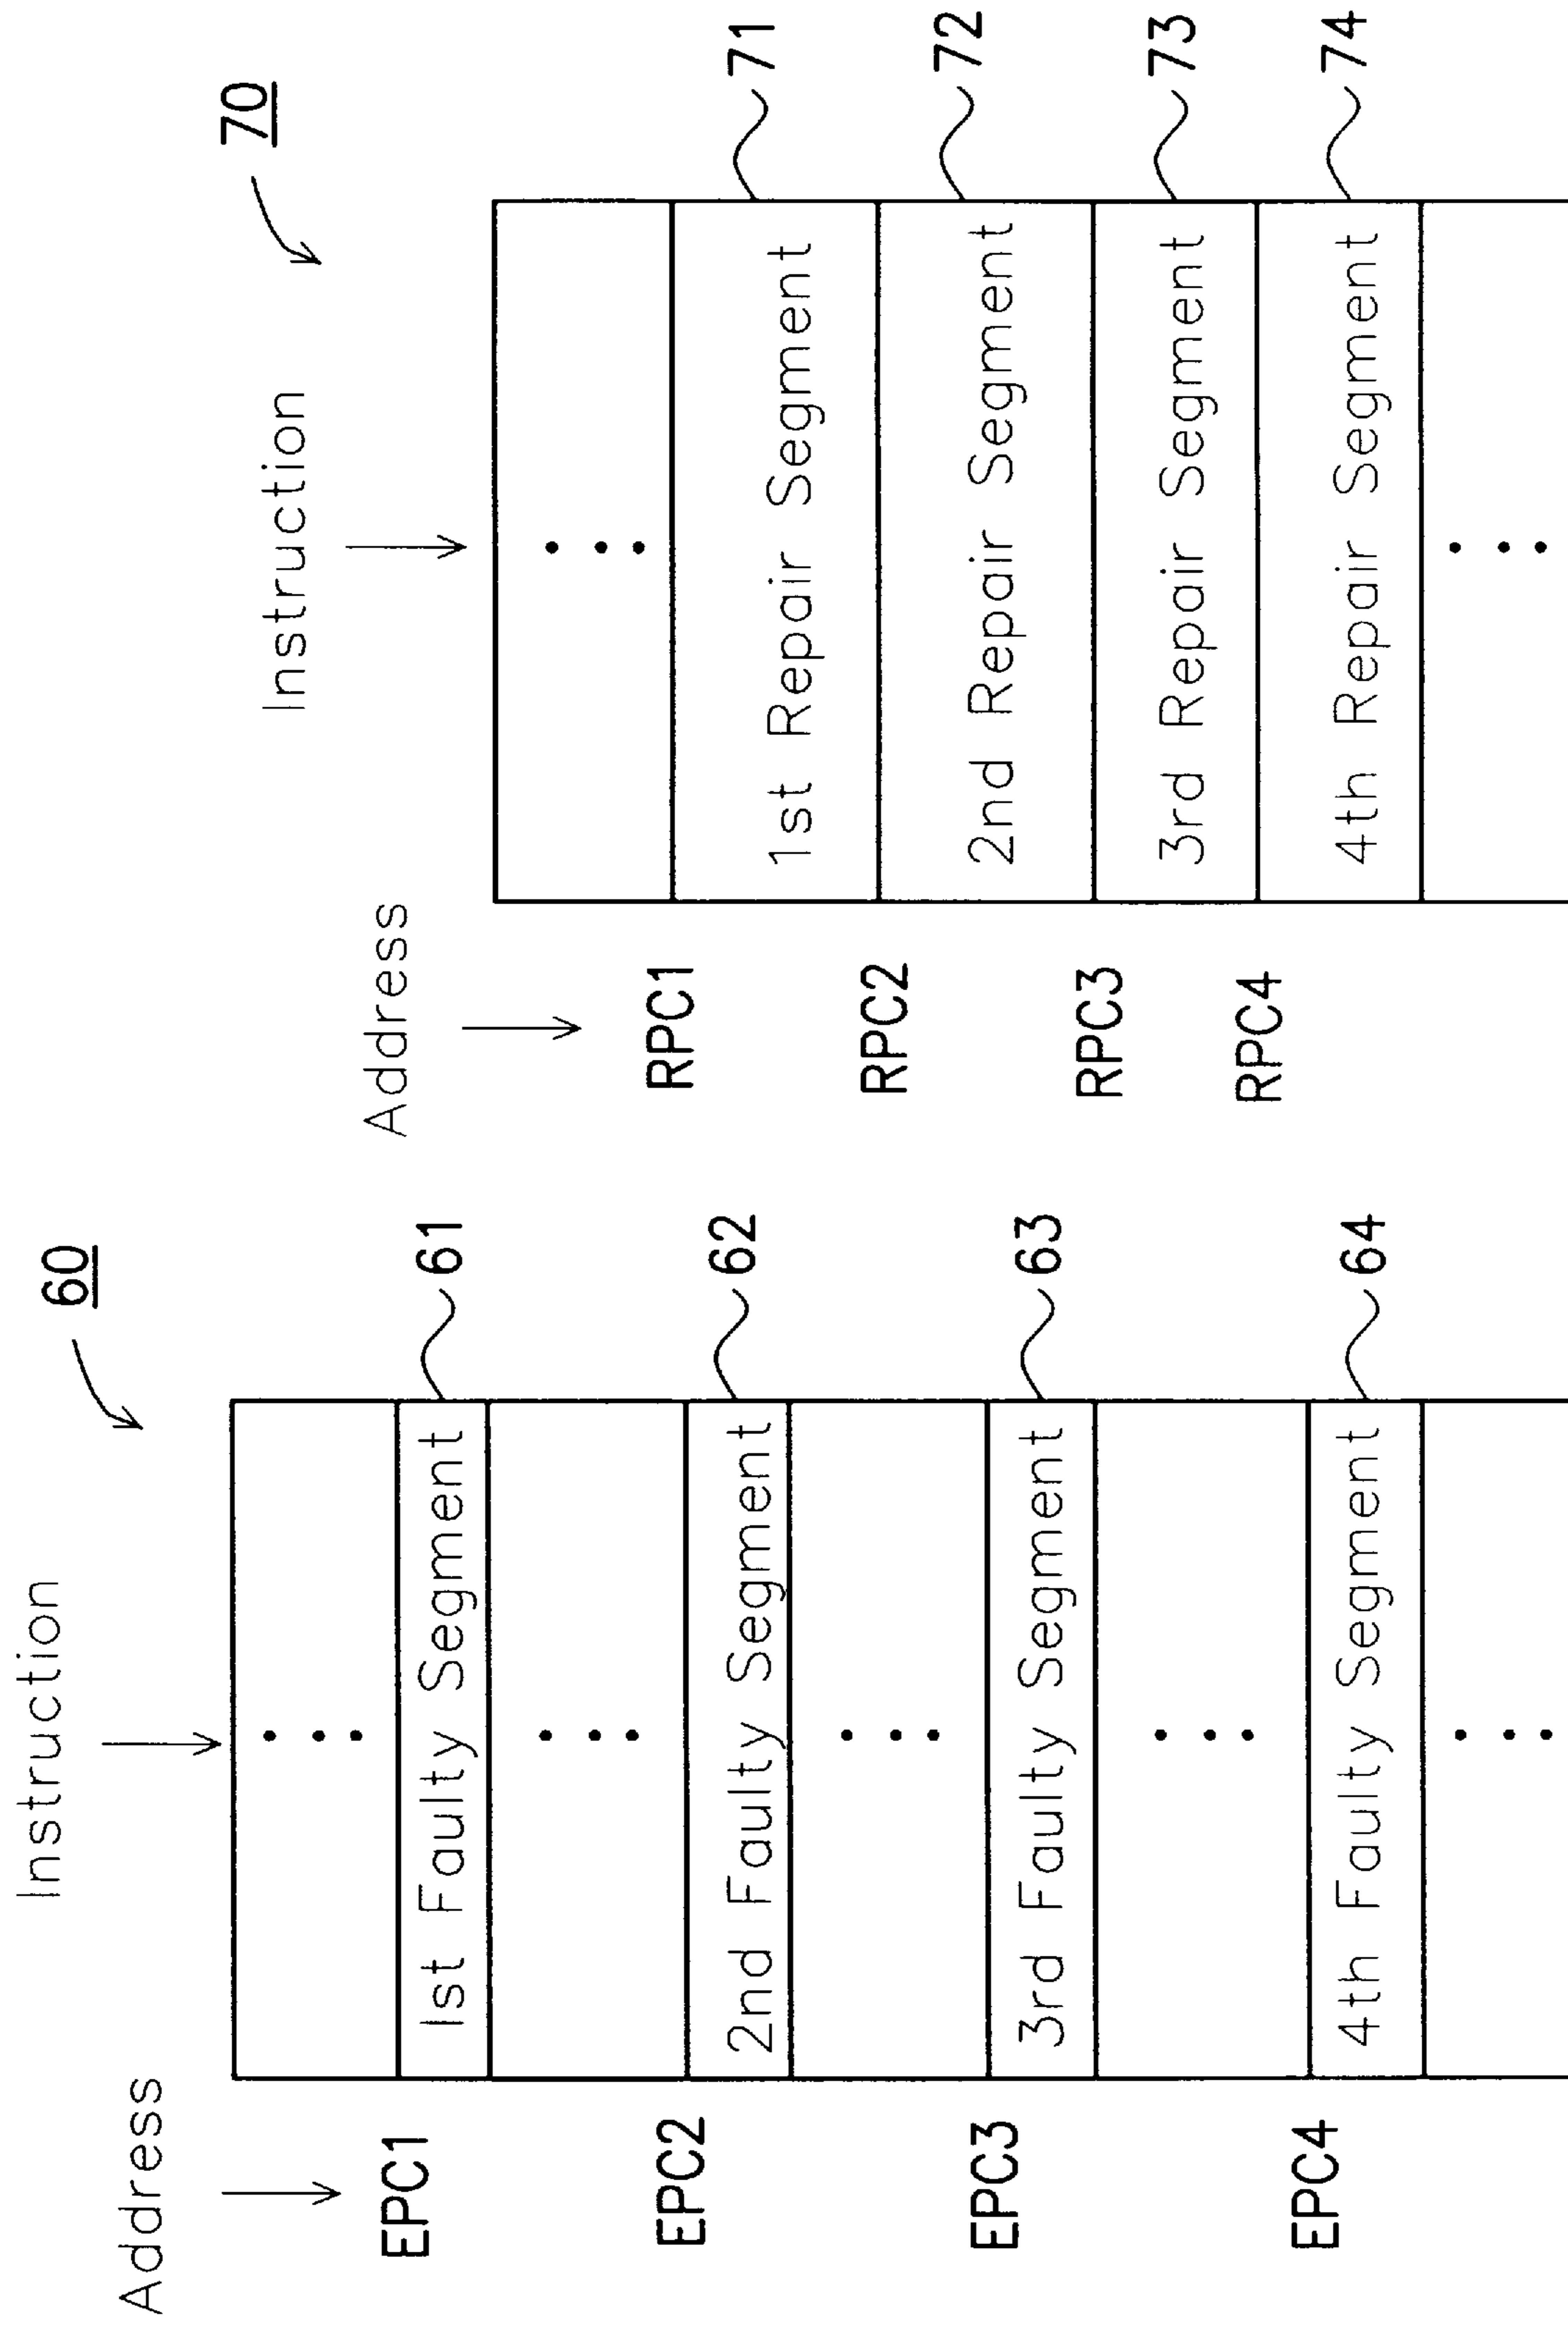 60
Instruction
Address
EPC1
1st Faulty Segment
61
EPC2
2nd Faulty Segment
62
EPC3
3rd Faulty Segment
63
EPC4
4th Faulty Segment
64
70
Instruction
Address
RPC1
1st Repair Segment
71
RPC2
2nd Repair Segment
72
RPC3
3rd Repair Segment
73
RPC4
4th Repair Segment
74